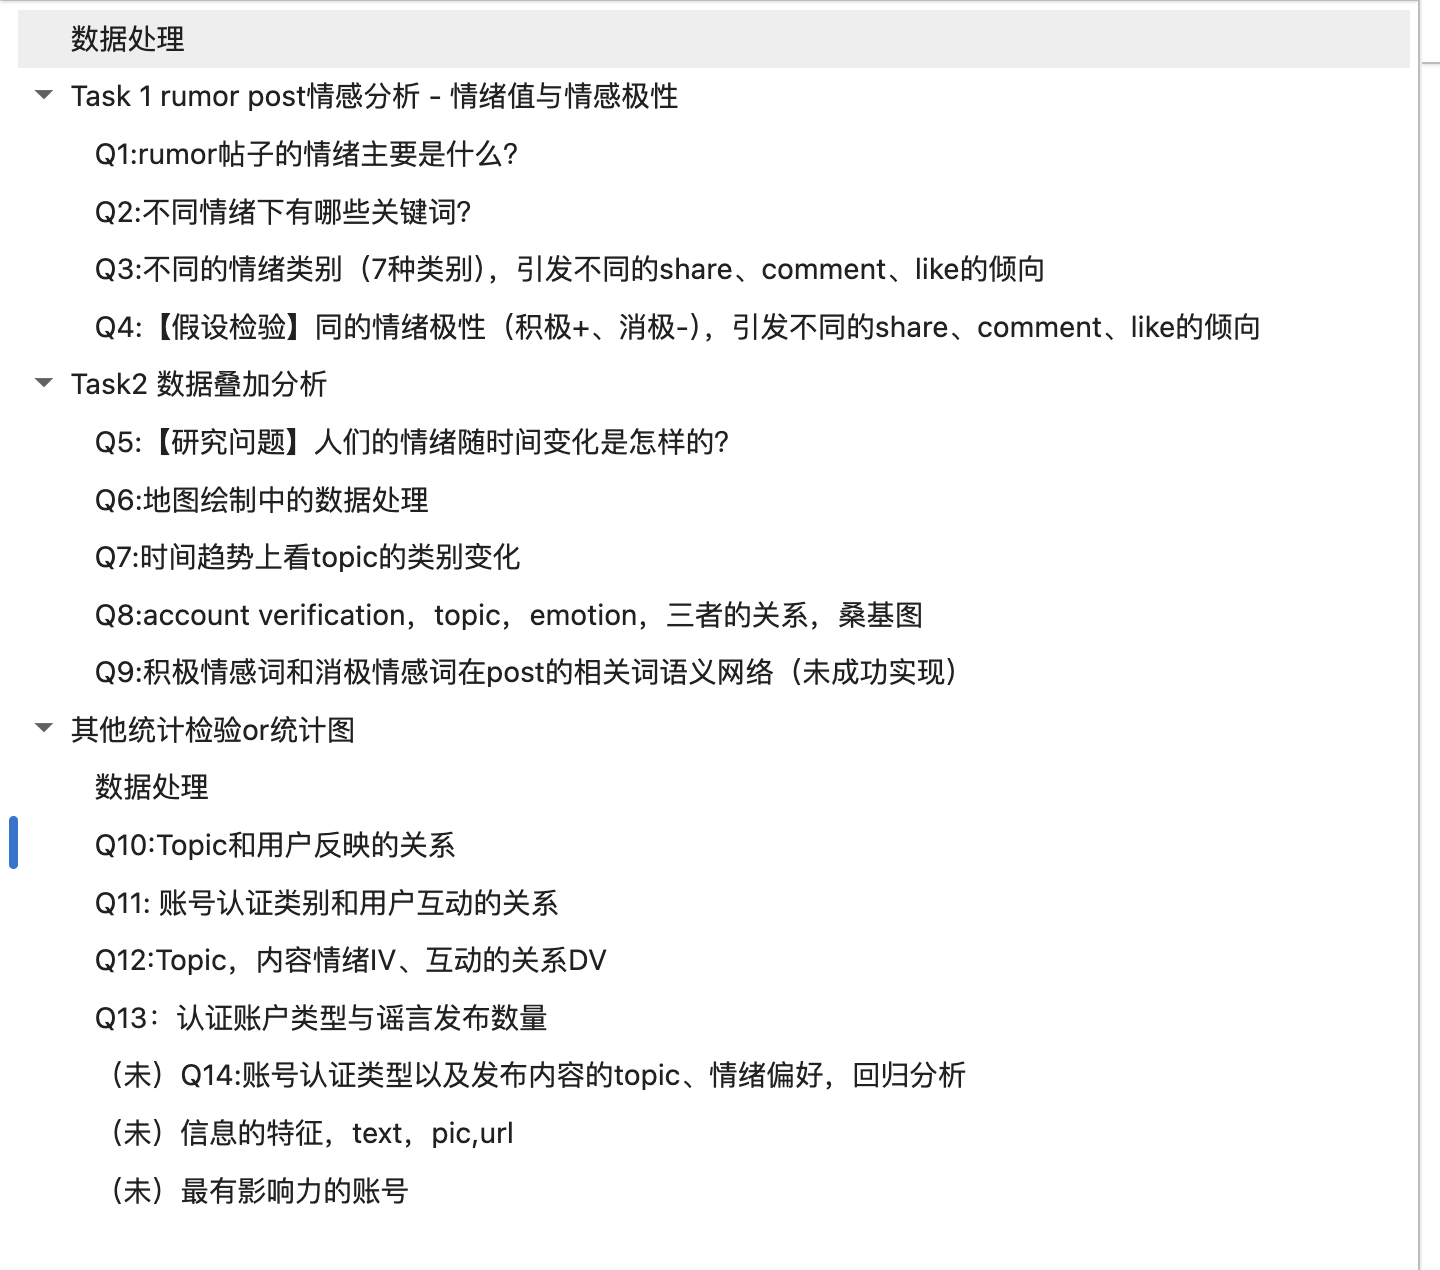 数据处理
Task 1 rumor post情感分析 - 情绪值与情感极性
Q1:rumor帖子的情绪主要是什么?
Q2:不同情绪下有哪些关键词?
Q3:不同的情绪类别（7种类别），引发不同的share、comment、like的倾向
Q4:【假设检验】同的情绪极性（积极+、消极-），引发不同的share、comment、like的倾向
Task2 数据叠加分析
Q5:【研究问题】人们的情绪随时间变化是怎样的?
Q6:地图绘制中的数据处理
Q7:时间趋势上看topic的类别变化
Q8:account verification，topic，emotion，三者的关系，桑基图
Q9:积极情感词和消极情感词在post的相关词语义网络（未成功实现）
其他统计检验or统计图
数据处理
Q10:Topic和用户反映的关系
Q11: 账号认证类别和用户互动的关系
Q12:Topic，内容情绪IV、互动的关系DV
Q13：认证账户类型与谣言发布数量
（未）Q14:账号认证类型以及发布内容的topic、情绪偏好，回归分析
（未）信息的特征，text，pic,url
（未）最有影响力的账号